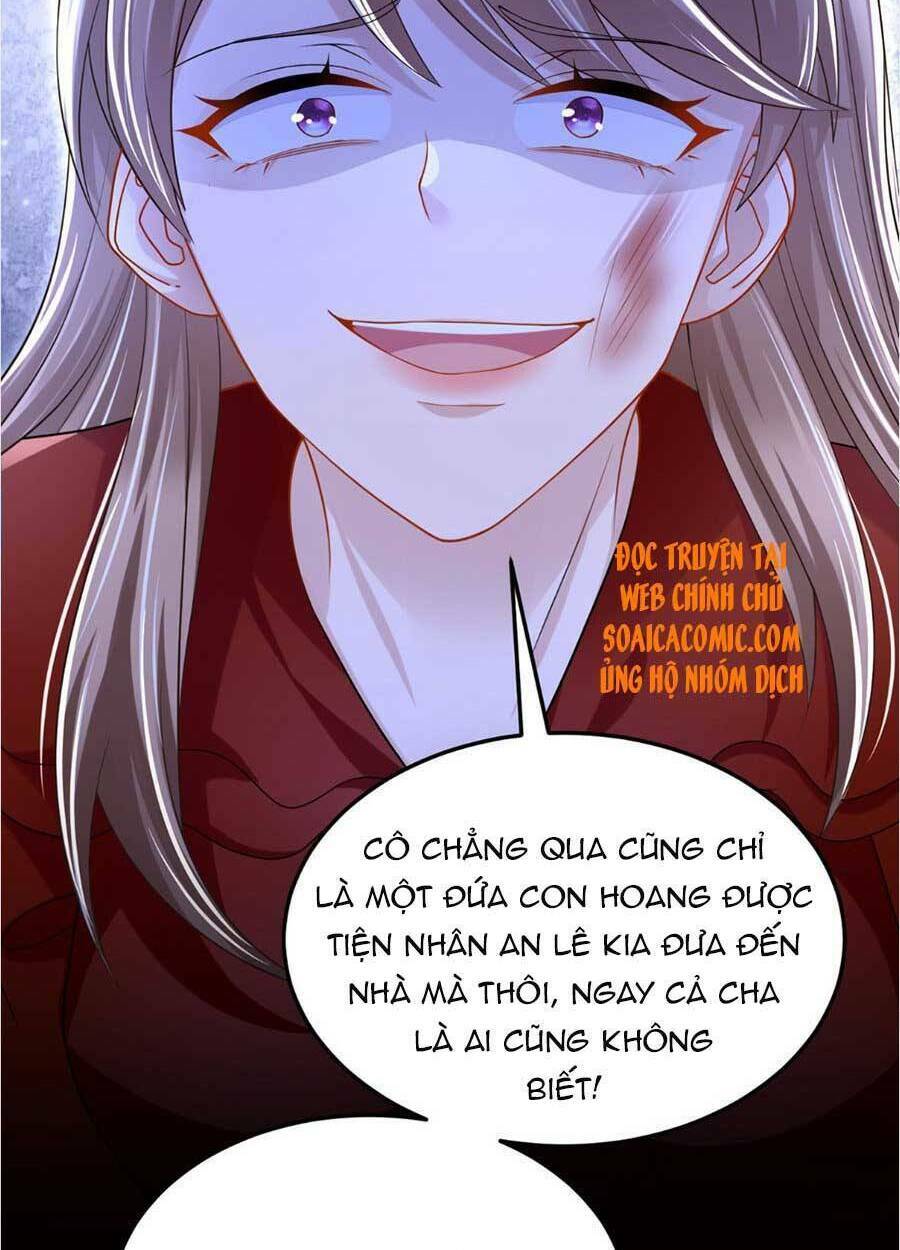 ĐỌC TRUYỆN TẠI
WEB CHÍNH CHỦ
SOAICACOMIC.COM
ỦNG HỘ NHÓM DỊCH
CÔ CHẲNG QUA CŨNG CHỈ
LÀ MỘT ĐỨA CON HOANG ĐƯỢC
TIỆN NHÂN AN LÊ KIA ĐƯA ĐẾN
NHÀ MÀ THÔI, NGAY CẢ CHA
LÀ AI CŨNG KHÔNG
BIẾT!